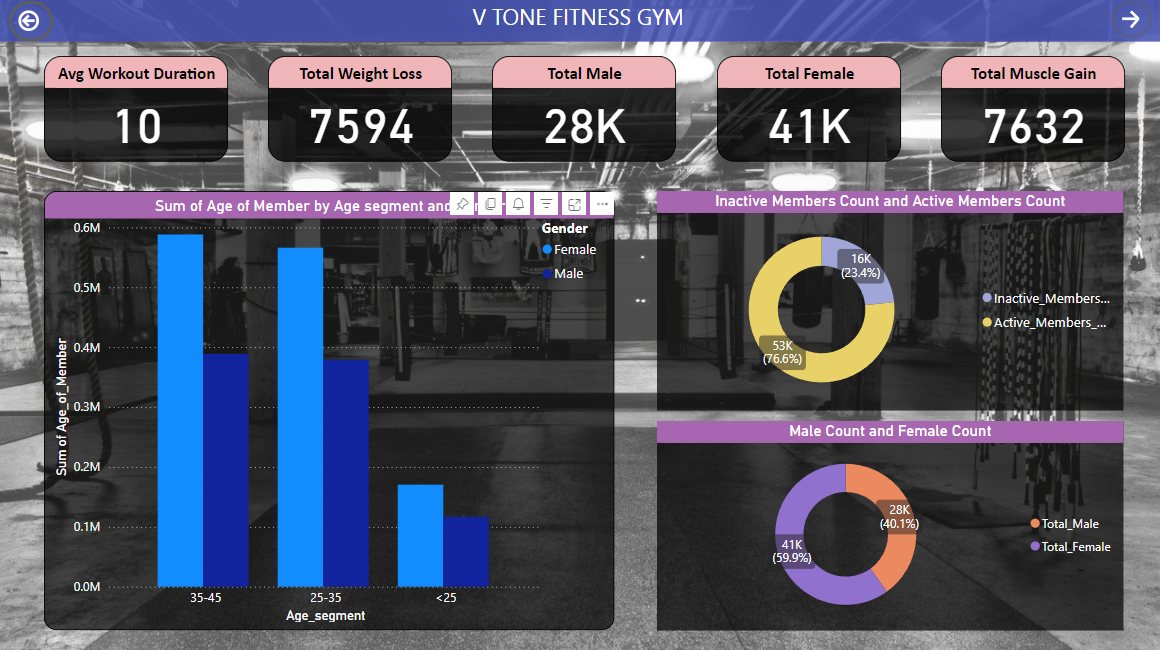 V TONE FITNESS GYM
Avg Workout Duration
10
Total Weight Loss
7594
Total Male
28K
Total Female
41K
Total Muscle Gain
7632
Sum of Age of Member by Age segment and
Gender
Female
Male
Sum of Age_of_Member
0.6M
0.5M
0.4M
0.3M
0.2M
0.1M
0.0M
35-45
25-35
<25
Age_segment
Inactive Members Count and Active Members Count
16K
(23.4%)
53K
(76.6%)
Inactive_Members...
Active_Members_...
Male Count and Female Count
28K
(40.1%)
41K
(59.9%)
Total_Male
Total_Female